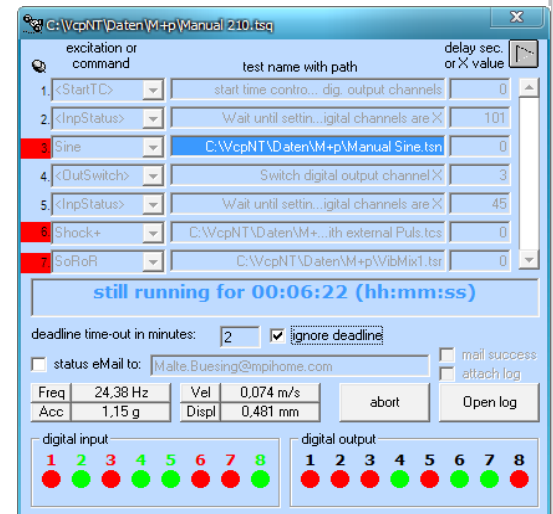 C:\VcpNT\Daten\M+p\Manual 210.tsq
excitation or command test name with path delay sec. or X value
1. <StartTC> start time contro... dig. output channels 0
2. <InpStatus> Wait until settin...igital channels are X 101
3. Sine C:\VcpNT\Daten\M+p\Manual Sine.tsn 0
4. <OutSwitch> Switch digital output channel X 3
5. <InpStatus> Wait until settin...igital channels are X 45
6. Shock+ C:\VcpNT\Daten\M+...ith external Puls.tcs 0
7. SoRoR C:\VcpNT\Daten\M+p\VibMix1.tsr 0
still running for 00:06:22 (hh:mm:ss)
deadline time-out in minutes: 2 ignore deadline
status eMail to: Malte.Buesing@mpihome.com mail success
attach log
Freq 24,38 Hz Vel 0,074 m/s abort Open log
Acc 1,15 g Displ 0,481 mm
digital input digital output
1 2 3 4 5 6 7 8 1 2 3 4 5 6 7 8